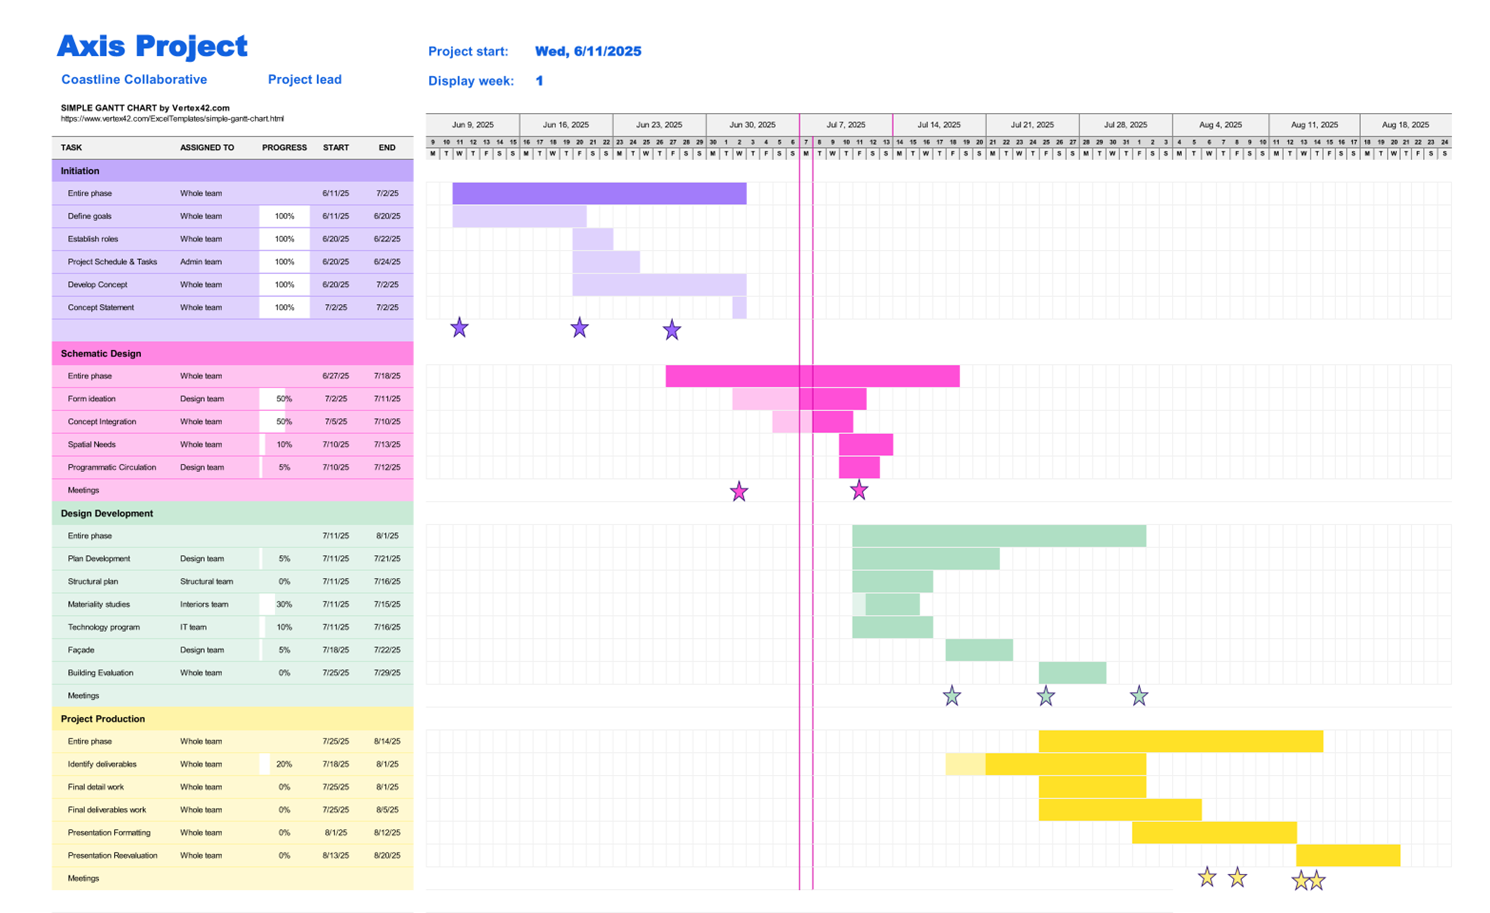 Axis Project
Coastline Collaborative Project lead
Project start: Wed, 6/11/2025
Display week: 1
SIMPLE GANTT CHART by Vertex42.com
https://www.vertex42.com/ExcelTemplates/simple-gantt-chart.html
Jun 9, 2025 Jun 16, 2025 Jun 23, 2025 Jun 30, 2025 Jul 7, 2025 Jul 14, 2025 Jul 21, 2025 Jul 28, 2025 Aug 4, 2025 Aug 11, 2025 Aug 18, 2025
9 10 11 12 13 14 15 16 17 18 19 20 21 22 23 24 25 26 27 28 29 30 1 2 3 4 5 6 7 8 9 10 11 12 13 14 15 16 17 18 19 20 21 22 23 24 25 26 27 28 29 30 31 1 2 3 4 5 6 7 8 9 10 11 12 13 14 15 16 17 18 19 20 21 22 23 24
TASK ASSIGNED TO PROGRESS START END
M T W T F S S M T W T F S S M T W T F S S M T W T F S S M T W T F S S M T W T F S S M T W T F S S M T W T F S S M T W T F S S M T W T F S S M T W T F S S
Initiation
Entire phase Whole team 6/11/25 7/2/25
Define goals Whole team 100% 6/11/25 6/20/25
Establish roles Whole team 100% 6/20/25 6/22/25
Project Schedule & Tasks Admin team 100% 6/20/25 6/24/25
Develop Concept Whole team 100% 6/20/25 7/2/25
Concept Statement Whole team 100% 7/2/25 7/2/25
Schematic Design
Entire phase Whole team 6/27/25 7/18/25
Form ideation Design team 50% 7/2/25 7/11/25
Concept Integration Whole team 50% 7/5/25 7/10/25
Spatial Needs Whole team 10% 7/10/25 7/13/25
Programmatic Circulation Design team 5% 7/10/25 7/12/25
Meetings
Design Development
Entire phase 7/11/25 8/1/25
Plan Development Design team 5% 7/11/25 7/21/25
Structural plan Structural team 0% 7/11/25 7/16/25
Materiality studies Interiors team 30% 7/11/25 7/15/25
Technology program IT team 10% 7/11/25 7/16/25
Façade Design team 5% 7/18/25 7/22/25
Building Evaluation Whole team 0% 7/25/25 7/29/25
Meetings
Project Production
Entire phase Whole team 7/25/25 8/14/25
Identify deliverables Whole team 20% 7/18/25 8/1/25
Final detail work Whole team 0% 7/25/25 8/1/25
Final deliverables work Whole team 0% 7/25/25 8/5/25
Presentation Formatting Whole team 0% 8/1/25 8/12/25
Presentation Reevaluation Whole team 0% 8/13/25 8/20/25
Meetings